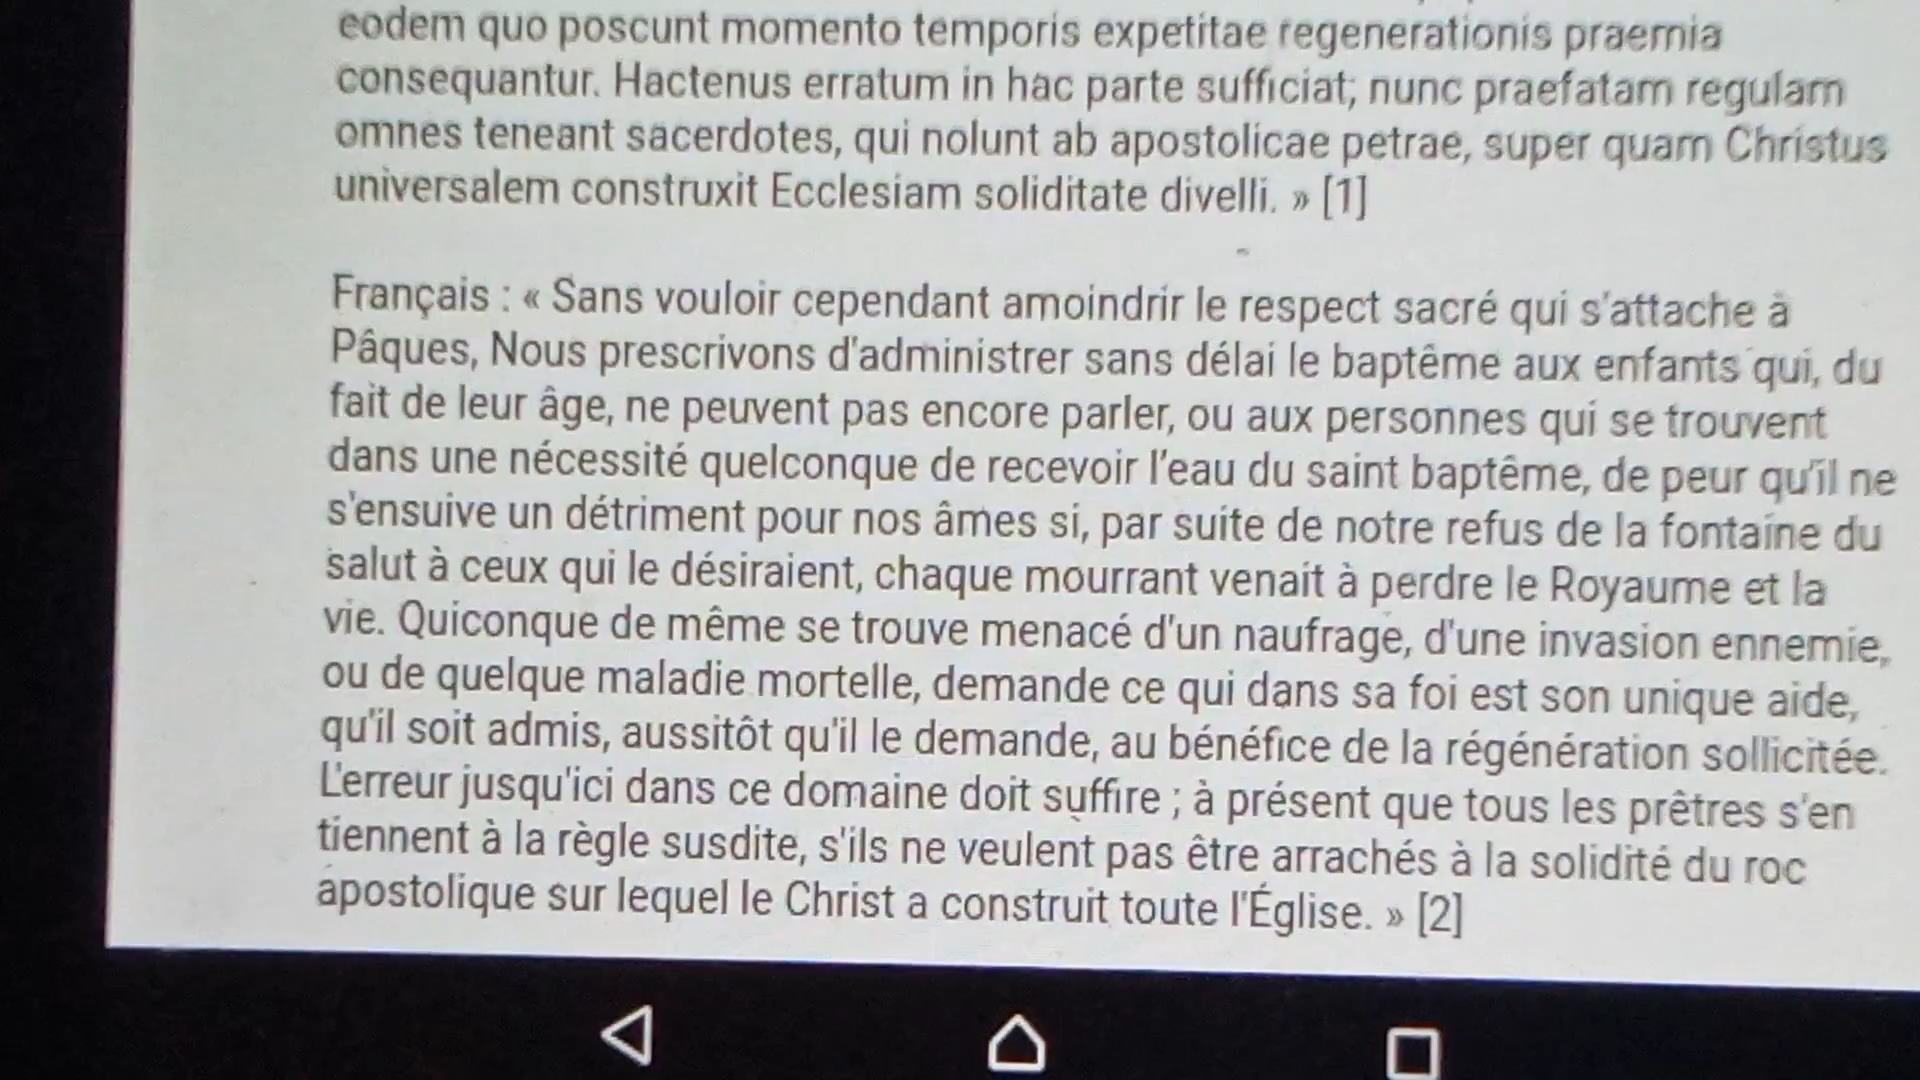 eodem quo poscunt momento temporis expetitae regenerationis praemia
consequantur. Hactenus erratum in hac parte sufficiat; nunc praefatam regulam
omnes teneant sacerdotes, qui nolunt ab apostolicae petrae, super quam Christus
universalem construxit Ecclesiam soliditate divelli. » [1]
Français : « Sans vouloir cependant amoindrir le respect sacré qui s'attache à
Pâques, Nous prescrivons d'administrer sans délai le baptême aux enfants qui, du
fait de leur âge, ne peuvent pas encore parler, ou aux personnes qui se trouvent
dans une nécessité quelconque de recevoir l'eau du saint baptême, de peur qu'il ne
s'ensuive un détriment pour nos âmes si, par suite de notre refus de la fontaine du
salut à ceux qui le désiraient, chaque mourrant venait à perdre le Royaume et la
vie. Quiconque de même se trouve menacé d'un naufrage, d'une invasion ennemie,
ou de quelque maladie mortelle, demande ce qui dans sa foi est son unique aide,
qu'il soit admis, aussitôt qu'il le demande, au bénéfice de la régénération sollicitée.
L'erreur jusqu'ici dans ce domaine doit suffire ; à présent que tous les prêtres s'en
tiennent à la règle susdite, s'ils ne veulent pas être arrachés à la solidité du roc
apostolique sur lequel le Christ a construit toute l'Église. » [2]